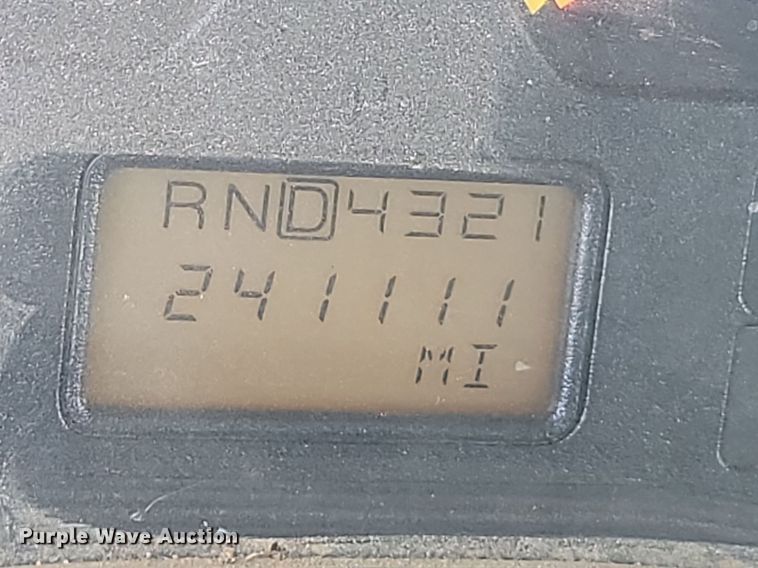 RND4321
241111
MI
Purple Wave Auction